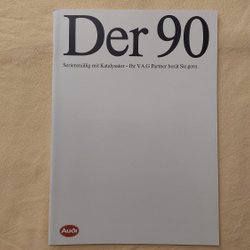 Der 90
Serienmäßig mit Katalysator - Ihr V.A.G Partner berät Sie gern.
Audi